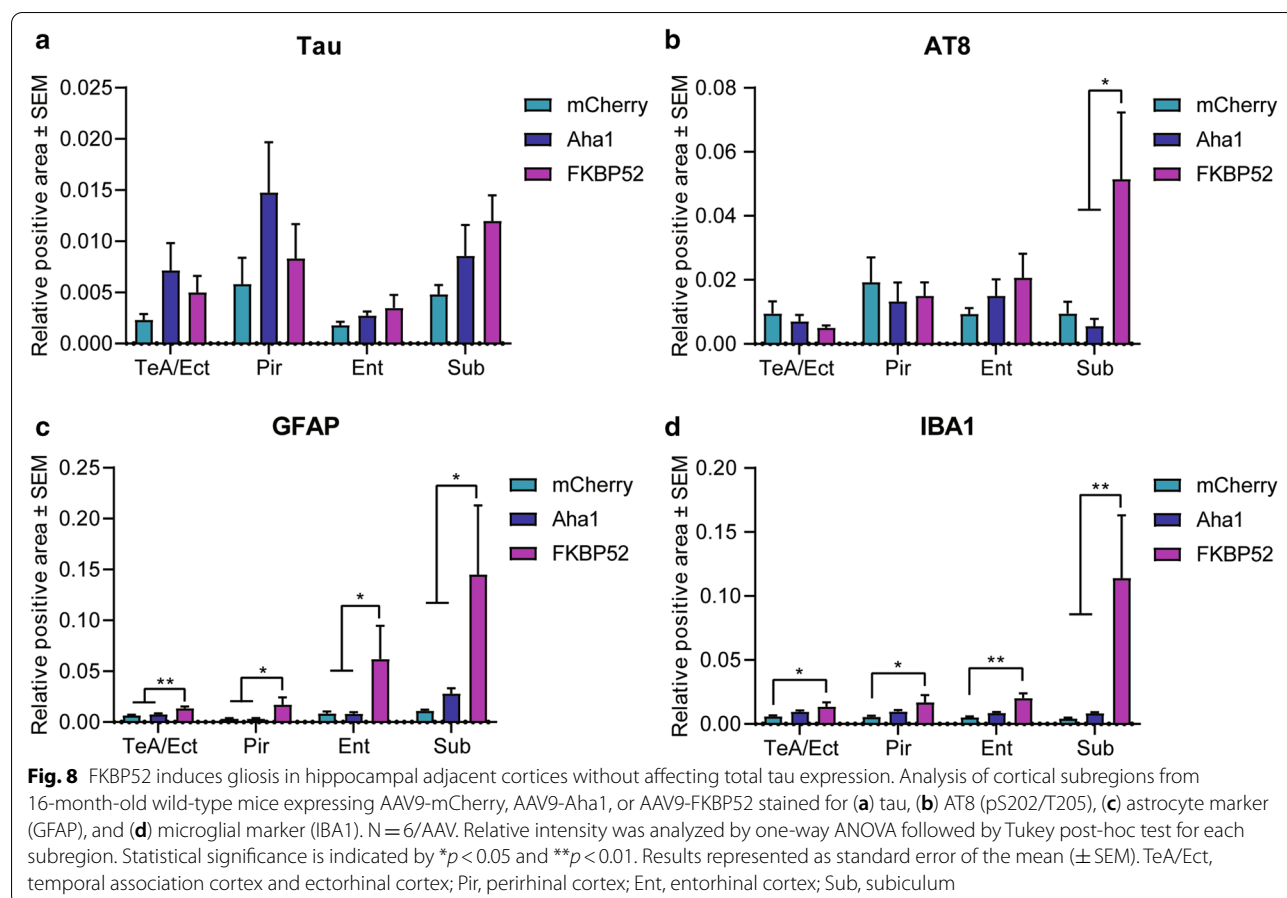 a
Tau
Relative positive area ± SEM
0.025
0.020
0.015
0.010
0.005
0.000
TeA/Ect Pir Ent Sub
mCherry
Aha1
FKBP52
b
AT8
Relative positive area ± SEM
0.08
0.06
0.04
0.02
0.00
*
TeA/Ect Pir Ent Sub
mCherry
Aha1
FKBP52
c
GFAP
Relative positive area ± SEM
0.25
0.20
0.15
0.10
0.05
0.00
** * * *
TeA/Ect Pir Ent Sub
mCherry
Aha1
FKBP52
d
IBA1
Relative positive area ± SEM
0.20
0.15
0.10
0.05
0.00
* * ** **
TeA/Ect Pir Ent Sub
mCherry
Aha1
FKBP52
Fig. 8 FKBP52 induces gliosis in hippocampal adjacent cortices without affecting total tau expression. Analysis of cortical subregions from
16-month-old wild-type mice expressing AAV9-mCherry, AAV9-Aha1, or AAV9-FKBP52 stained for (a) tau, (b) AT8 (pS202/T205), (c) astrocyte marker
(GFAP), and (d) microglial marker (IBA1). N = 6/AAV. Relative intensity was analyzed by one-way ANOVA followed by Tukey post-hoc test for each
subregion. Statistical significance is indicated by *p < 0.05 and **p < 0.01. Results represented as standard error of the mean (± SEM). TeA/Ect,
temporal association cortex and ectorhinal cortex; Pir, perirhinal cortex; Ent, entorhinal cortex; Sub, subiculum